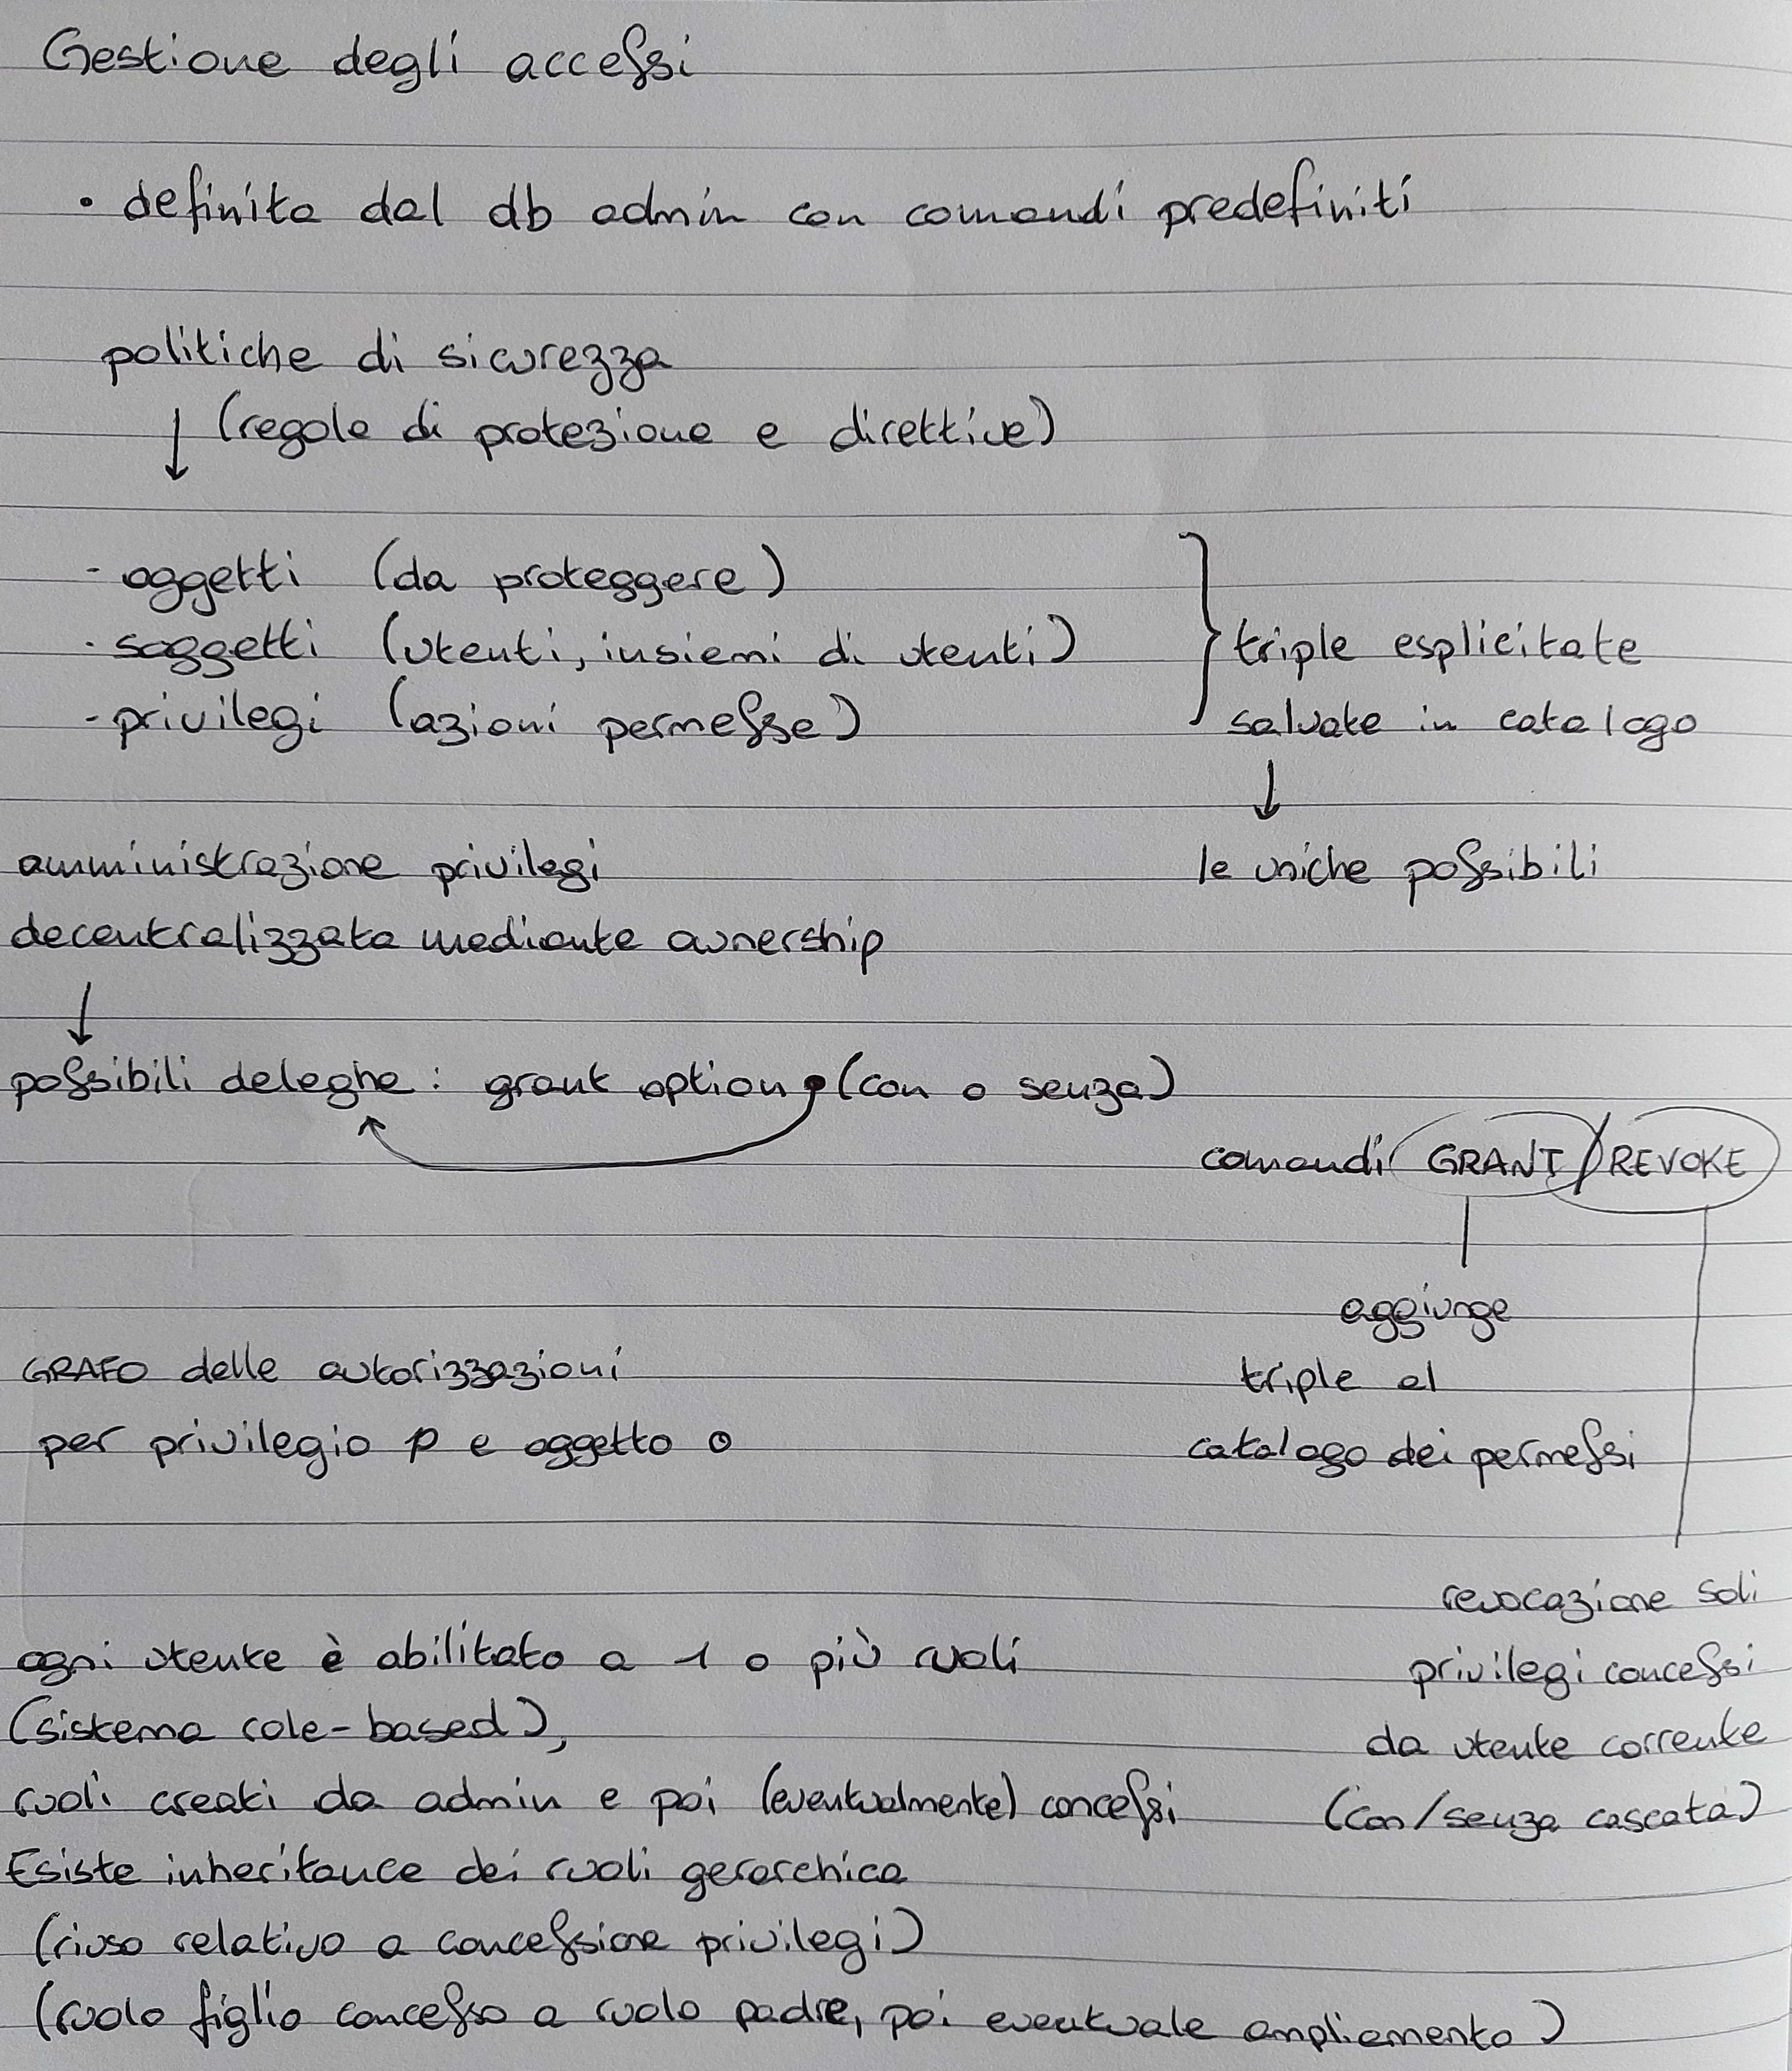 Gestione degli accessi
• definita dal db admin con comandi predefiniti
politiche di sicurezza
(regole di protezione e direttive)
- oggetti (da proteggere)
- soggetti (utenti, insiemi di utenti)
- privilegi (azioni permesse)
triple esplicitate
salvate in catalogo
le uniche possibili
amministrazione privilegi
decentralizzata mediante ownership
possibili deleghe: grant option (con o senza)
comandi GRANT/REVOKE
aggiunge
triple al
catalogo dei permessi
GRAFO delle autorizzazioni
per privilegio p e oggetto o
revocazione soli
privilegi concessi
da utente corrente
(con/senza cascata)
ogni utente è abilitato a 1 o più ruoli
(sistema role-based),
ruoli creati da admin e poi (eventualmente) concessi
Esiste inheritance dei ruoli gerarchica
(riuso relativo a concessione privilegi)
(ruolo figlio concesso a ruolo padre, poi eventuale ampliamento)